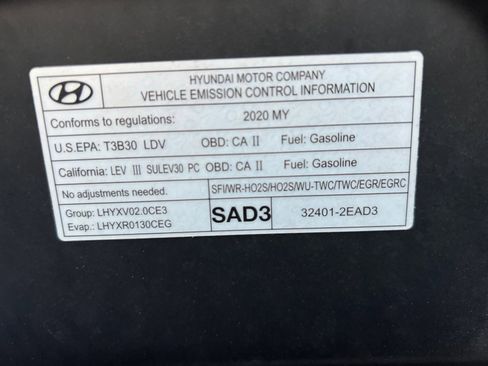 HYUNDAI MOTOR COMPANY
VEHICLE EMISSION CONTROL INFORMATION
Conforms to regulations: 2020 MY
U.S.EPA: T3B30 LDV OBD: CA II Fuel: Gasoline
California: LEV III SULEV30 PC OBD: CA II Fuel: Gasoline
No adjustments needed. SFI/WR-HO2S/HO2S/WU-TWC/TWC/EGR/EGRC
Group: LHYXV02.0CE3
Evap.: LHYXR0130CEG
SAD3
32401-2EAD3